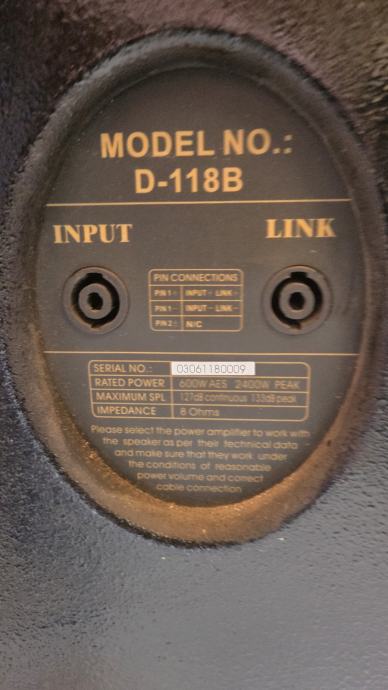 MODEL NO.:
D-118B
INPUT
LINK
PIN CONNECTIONS
PIN 1 - INPUT - LINK -
PIN 1 INPUT LINK
PIN 2 ± N/C
SERIAL NO.: 03061180009
RATED POWER 600W AES 2400W PEAK
MAXIMUM SPL 127dB continuous 133dB peak
IMPEDANCE 8 Ohms
Please select the power amplifier to work with
the speaker as per their technical data
and make sure that they work under
the conditions of reasonable
power volume and correct
cable connection